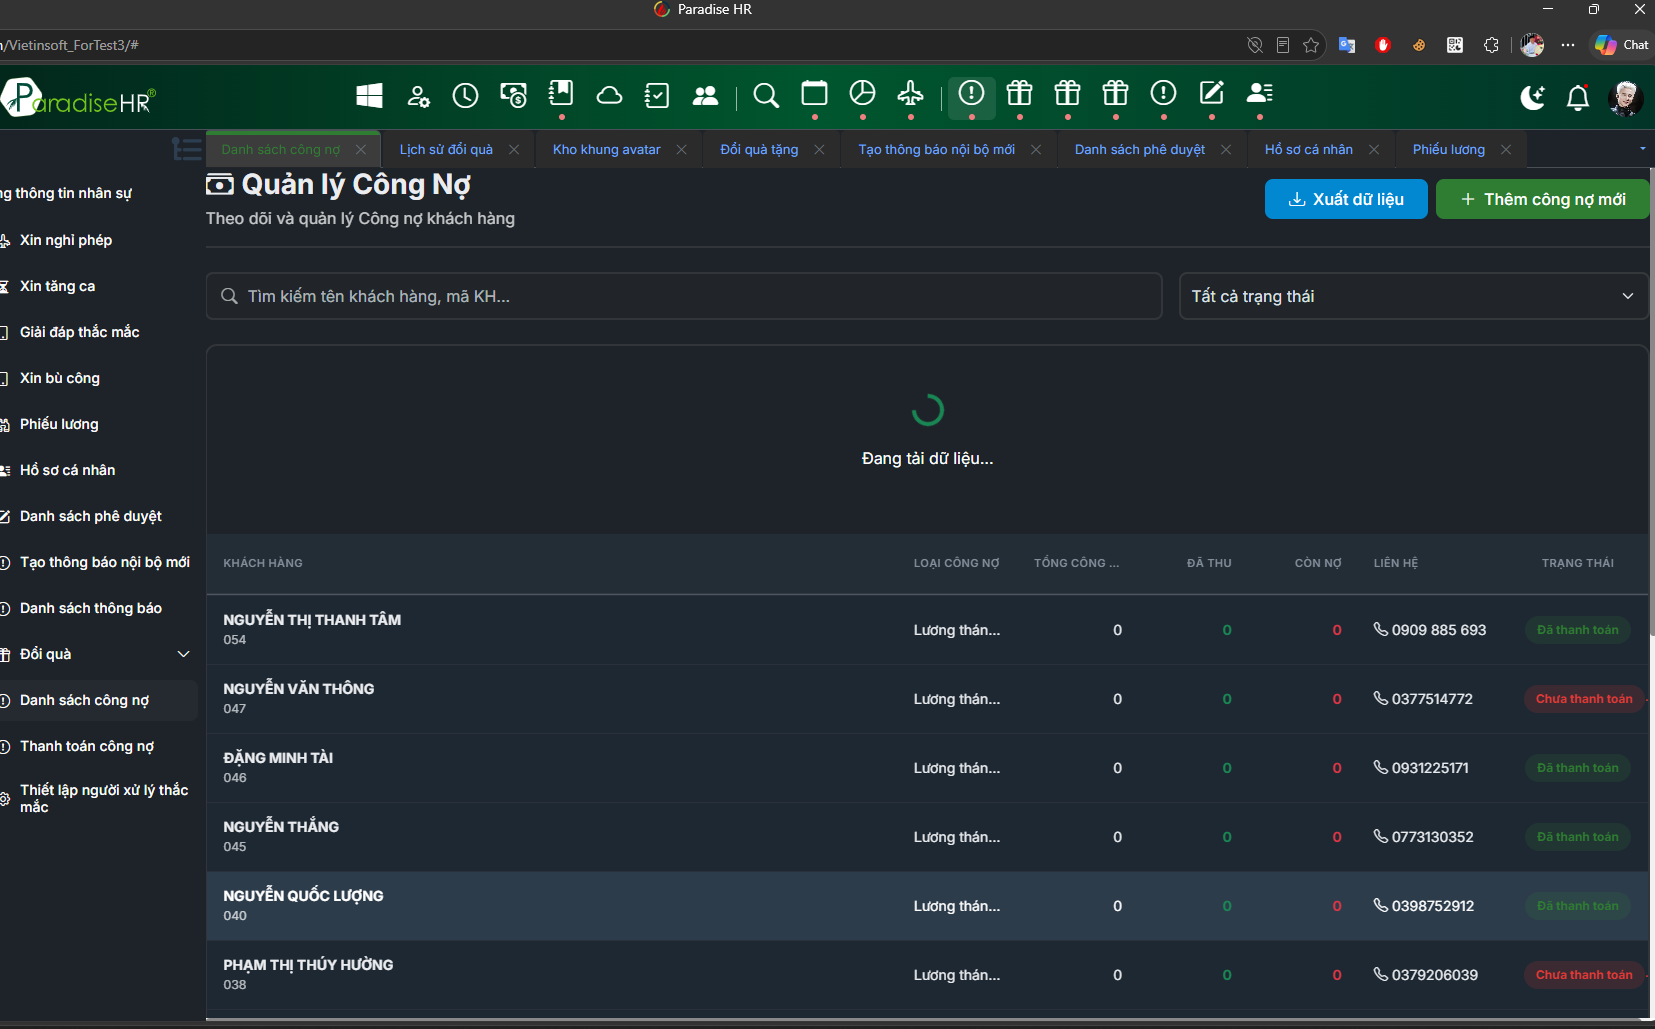 Paradise HR
/Vietinsoft_ForTest3/#
Chat
ParadiseHR®
Danh sách công nợ
Lịch sử đổi quà
Kho khung avatar
Đổi quà tặng
Tạo thông báo nội bộ mới
Danh sách phê duyệt
Hồ sơ cá nhân
Phiếu lương
ng thông tin nhân sự
Xin nghỉ phép
Xin tăng ca
Giải đáp thắc mắc
Xin bù công
Phiếu lương
Hồ sơ cá nhân
Danh sách phê duyệt
Tạo thông báo nội bộ mới
Danh sách thông báo
Đổi quà
Danh sách công nợ
Thanh toán công nợ
Thiết lập người xử lý thắc
mắc
Quản lý Công Nợ
Theo dõi và quản lý Công nợ khách hàng
Xuất dữ liệu
Thêm công nợ mới
Tìm kiếm tên khách hàng, mã KH...
Tất cả trạng thái
Đang tải dữ liệu...
KHÁCH HÀNG LOẠI CÔNG NỢ TỔNG CÔNG ... ĐÃ THU CÒN NỢ LIÊN HỆ TRẠNG THÁI
NGUYỄN THỊ THANH TÂM
054
Lương thán... 0 0 0 0909 885 693 Đã thanh toán
NGUYỄN VĂN THÔNG
047
Lương thán... 0 0 0 0377514772 Chưa thanh toán
ĐẶNG MINH TÀI
046
Lương thán... 0 0 0 0931225171 Đã thanh toán
NGUYỄN THẮNG
045
Lương thán... 0 0 0 0773130352 Đã thanh toán
NGUYỄN QUỐC LƯỢNG
040
Lương thán... 0 0 0 0398752912 Đã thanh toán
PHẠM THỊ THÚY HƯỜNG
038
Lương thán... 0 0 0 0379206039 Chưa thanh toán